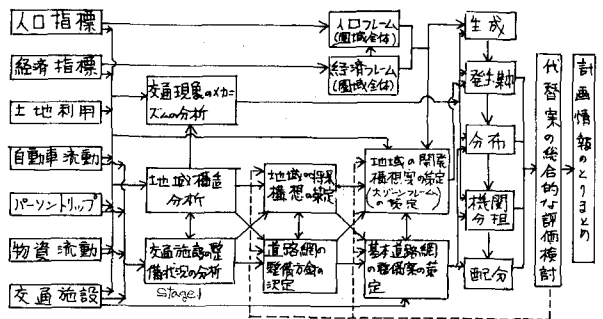 人口指標
経済指標
土地利用
自動車流動
パーソントリップ
物資流動
交通施設
交通現象のメカニ
ズムの分析
地域構造
分析
交通施設の整
備状況の分析
stage1
人口フレーム
(圏域全体)
経済フレーム
(圏域全体)
地域の将来
構想の策定
道路網の
整備方針の
決定
地域の開発
構想案の策定
(大ゾーンフレーム)
の策定
基本道路網
の整備案の策
定
生成
発生集中
分布
機関
分担
配分
代替案の総合的な評価検討
計画情報のとりまとめ